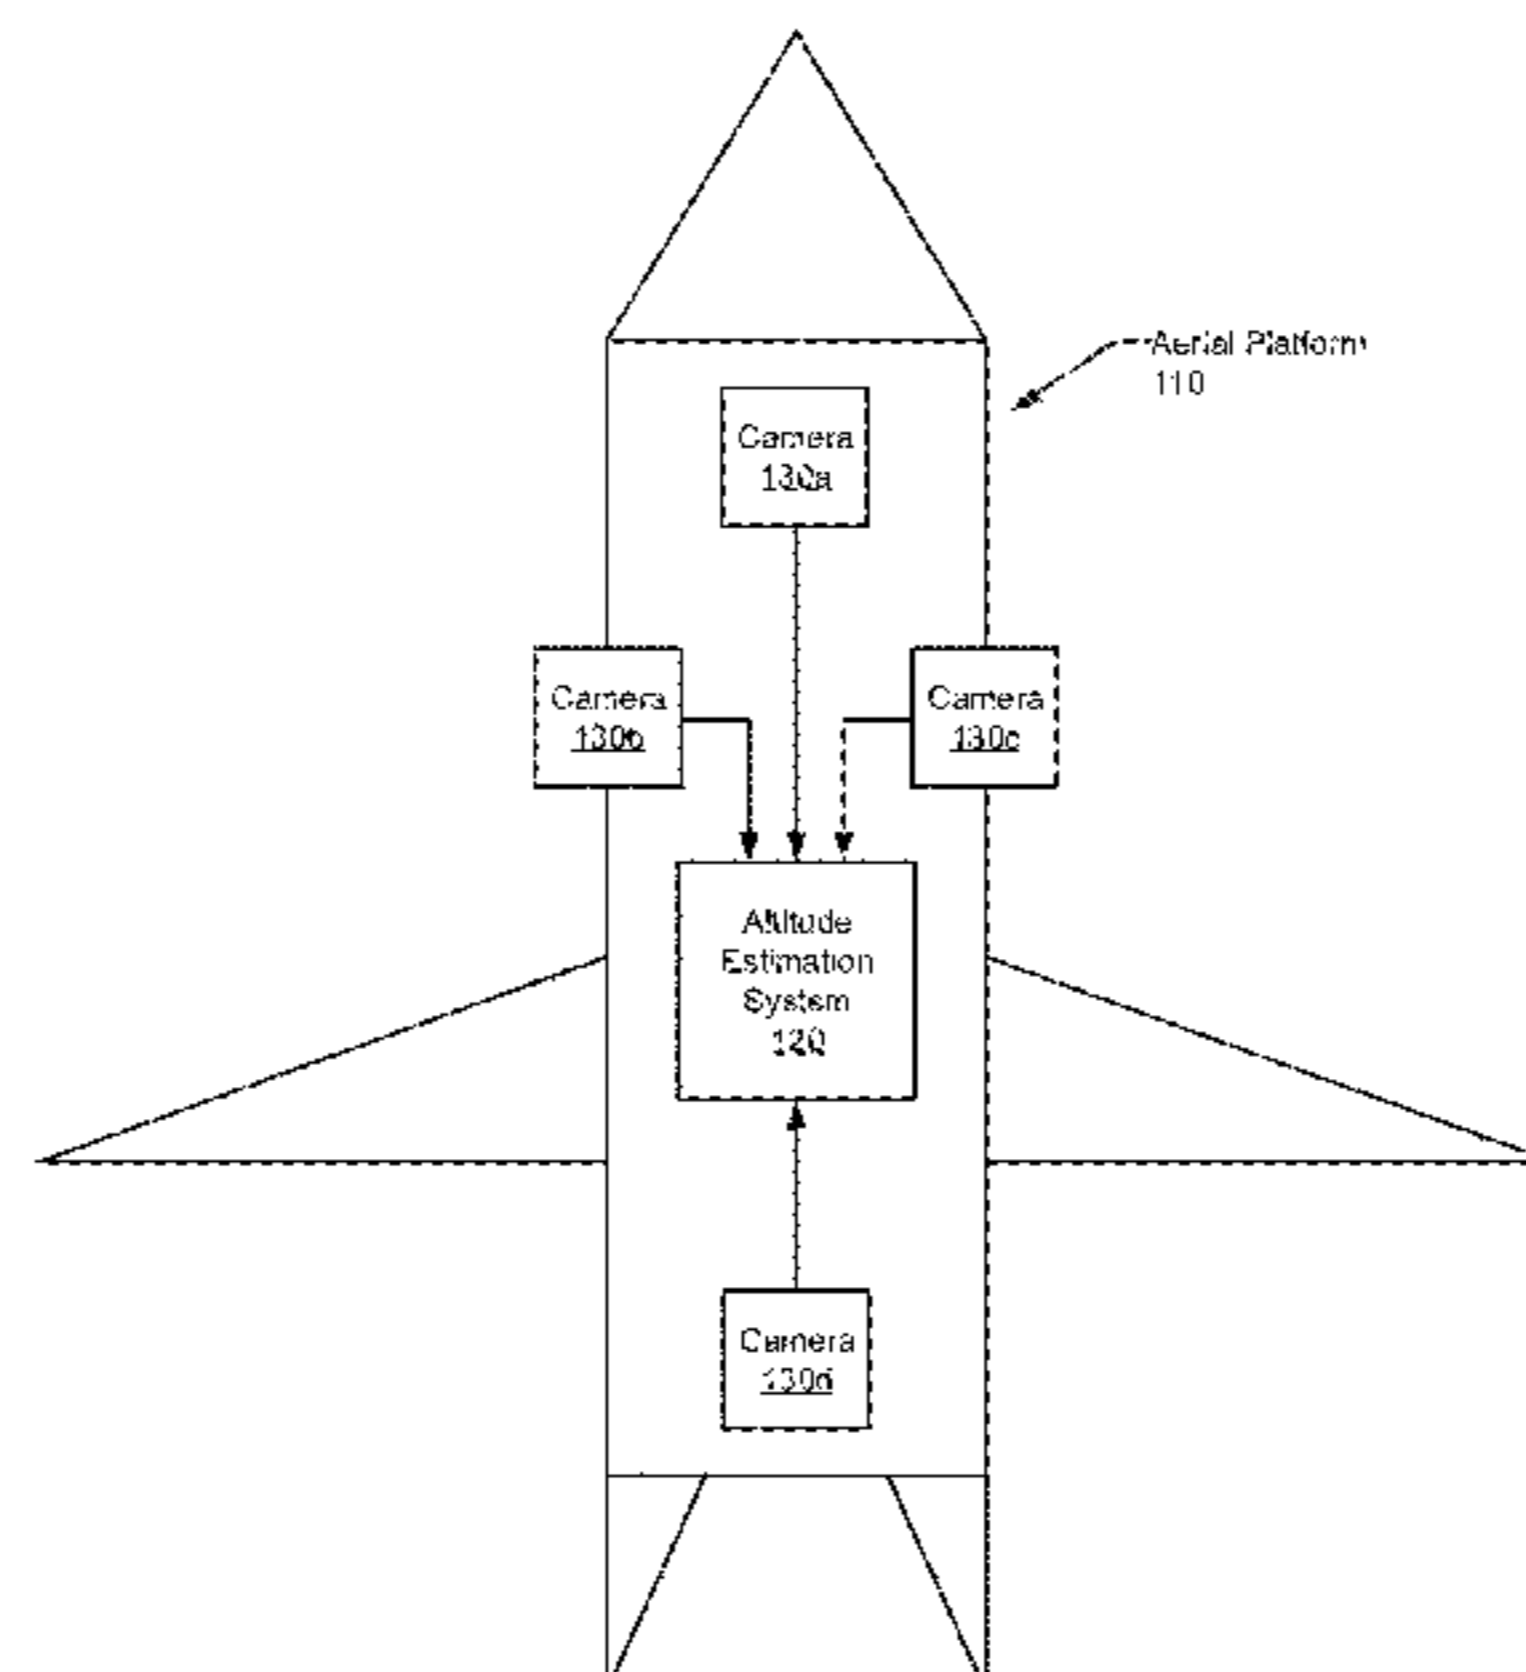 Aerial Platform
110
Camera
130a
Camera
130b
Camera
130c
Altitude
Estimation
System
120
Camera
130d